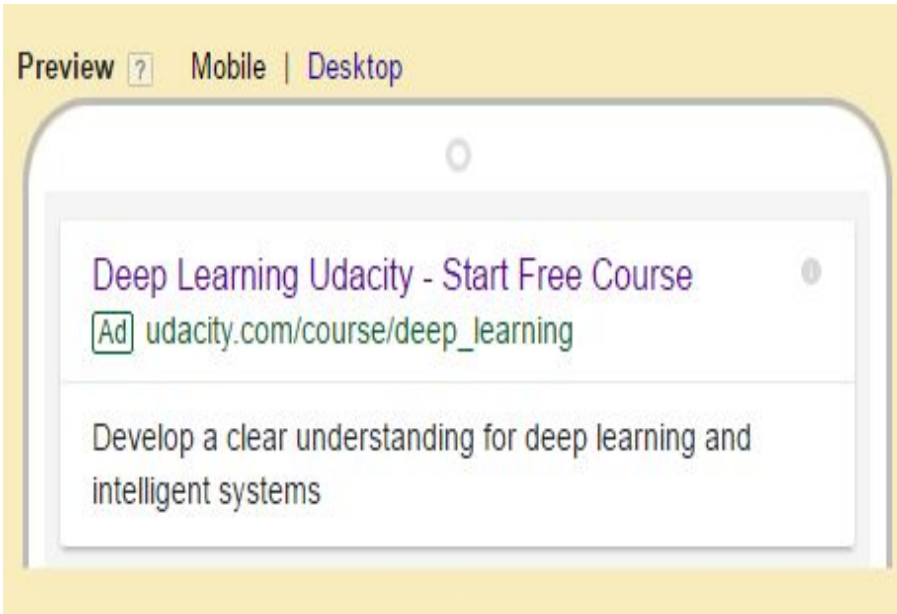 Preview ? Mobile | Desktop
Deep Learning Udacity - Start Free Course
Ad udacity.com/course/deep_learning
Develop a clear understanding for deep learning and
intelligent systems